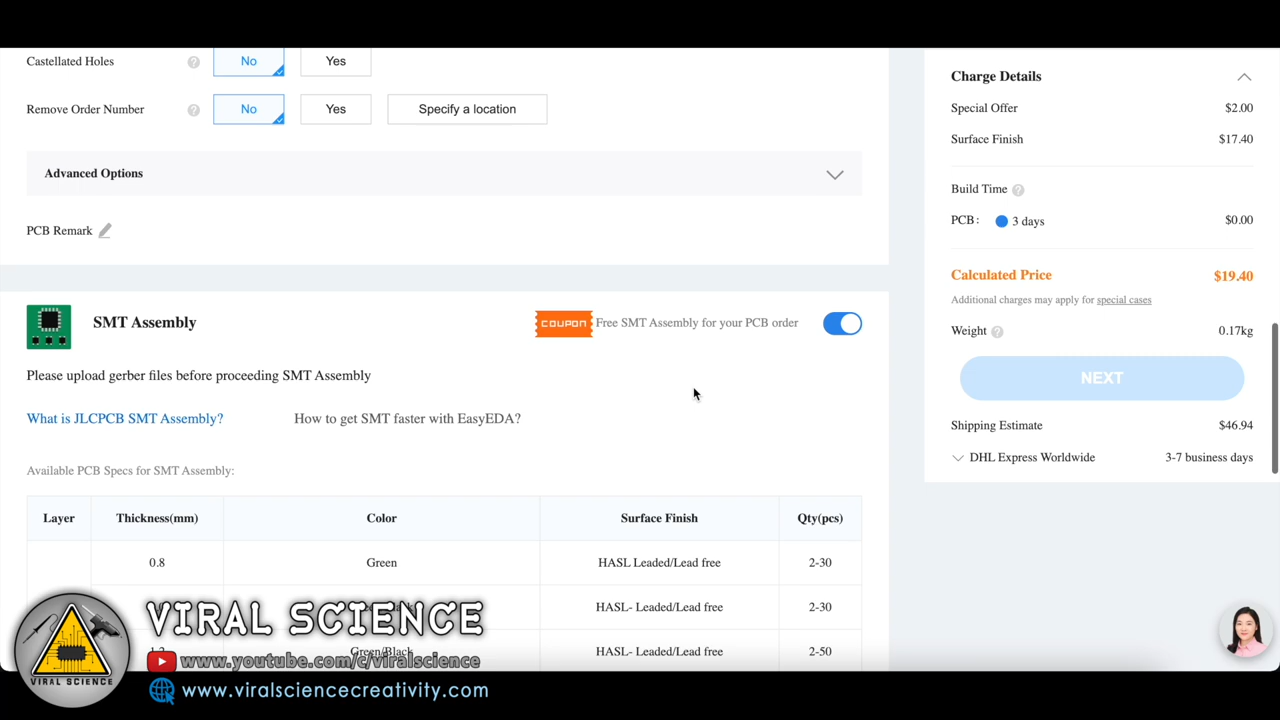 Castellated Holes ? No Yes
Remove Order Number ? No Yes Specify a location
Advanced Options
PCB Remark
SMT Assembly COUPON Free SMT Assembly for your PCB order
Please upload gerber files before proceeding SMT Assembly
What is JLCPCB SMT Assembly? How to get SMT faster with EasyEDA?
Available PCB Specs for SMT Assembly:
Layer Thickness(mm) Color Surface Finish Qty(pcs)
0.8 Green HASL Leaded/Lead free 2-30
HASL- Leaded/Lead free 2-30
1.2 Green/Black HASL- Leaded/Lead free 2-50
Charge Details
Special Offer $2.00
Surface Finish $17.40
Build Time ?
PCB: 3 days $0.00
Calculated Price $19.40
Additional charges may apply for special cases
Weight ? 0.17kg
NEXT
Shipping Estimate $46.94
DHL Express Worldwide 3-7 business days
VIRAL SCIENCE
VIRAL SCIENCE
www.youtube.com/c/viralscience
www.viralsciencecreativity.com